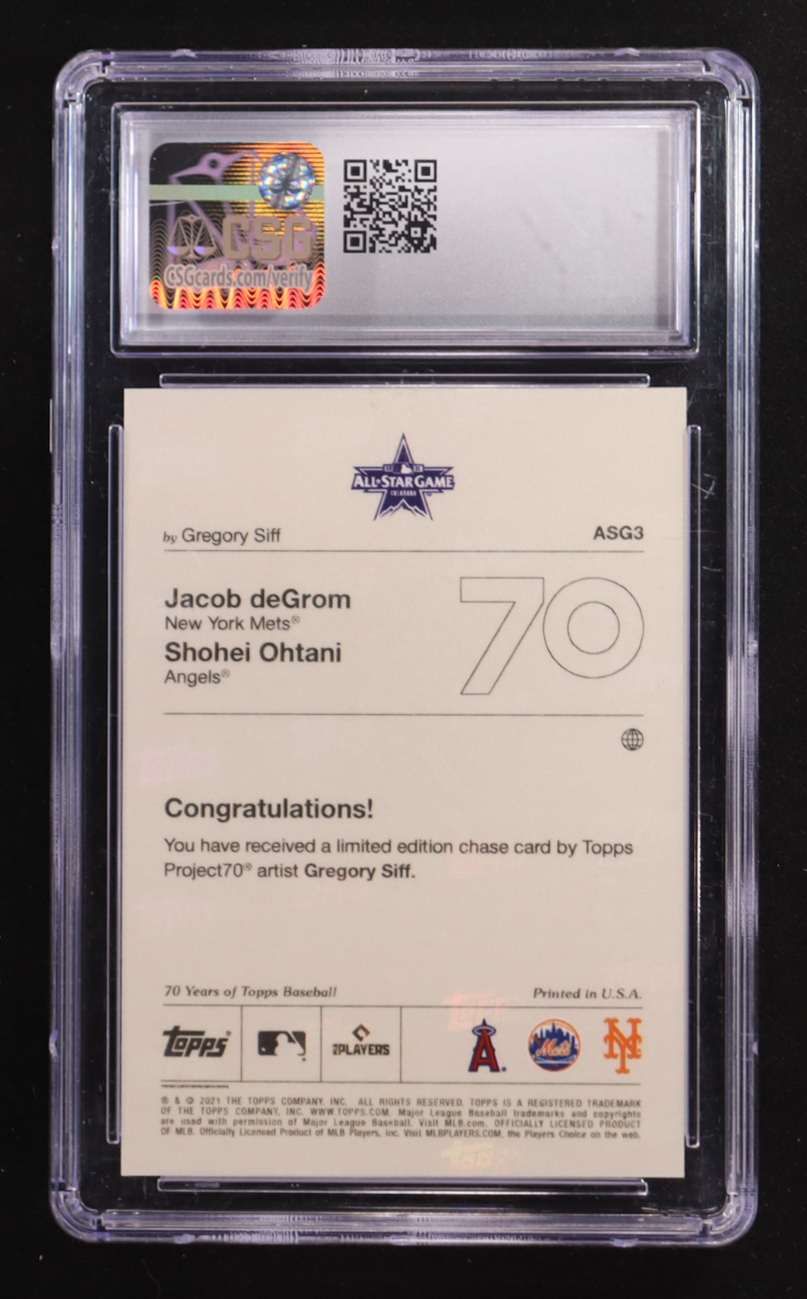 CSG
CSGcards.com/verify
ALL-STAR GAME
COLORADO
by Gregory Siff
ASG3
Jacob deGrom
New York Mets®
Shohei Ohtani
Angels®
70
Congratulations!
You have received a limited edition chase card by Topps
Project70® artist Gregory Siff.
70 Years of Topps Baseball
Printed in U.S.A.
Topps®
PLAYERS
A
Mets
NY
® & © 2021 THE TOPPS COMPANY, INC. ALL RIGHTS RESERVED. TOPPS IS A REGISTERED TRADEMARK
OF THE TOPPS COMPANY, INC. WWW.TOPPS.COM. Major League Baseball trademarks and copyrights
are used with permission of Major League Baseball. Visit MLB.com. OFFICIALLY LICENSED PRODUCT
OF MLB. Officially Licensed Product of MLB Players, Inc. Visit MLBPLAYERS.COM, the Players Choice on the web.